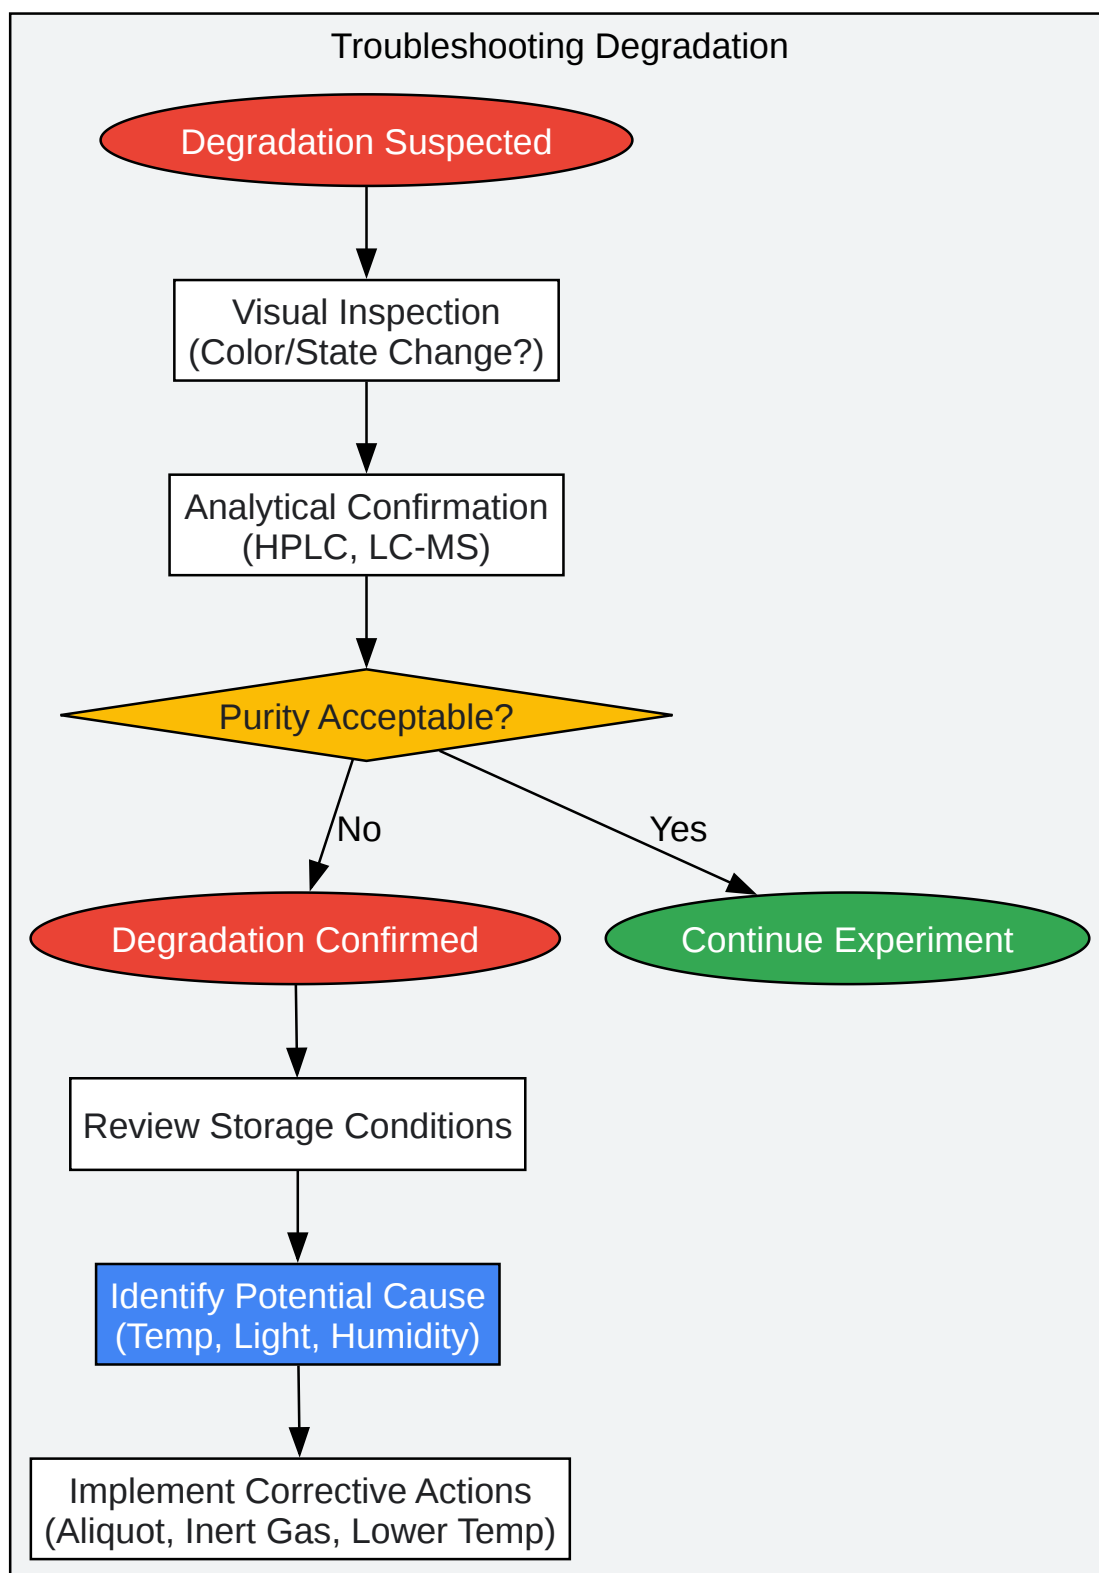 Troubleshooting Degradation
Degradation Suspected
Visual Inspection
(Color/State Change?)
Analytical Confirmation
(HPLC, LC-MS)
Purity Acceptable?
No
Yes
Degradation Confirmed
Continue Experiment
Review Storage Conditions
Identify Potential Cause
(Temp, Light, Humidity)
Implement Corrective Actions
(Aliquot, Inert Gas, Lower Temp)